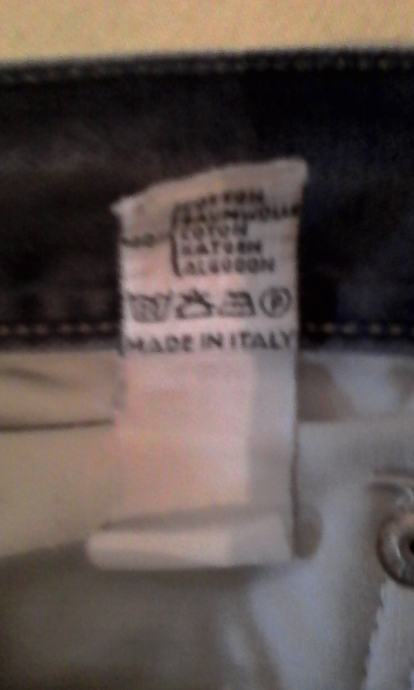 COTTON
BAUMWOLLE
COTON
KATOEN
ALGODON
P
MADE IN ITALY